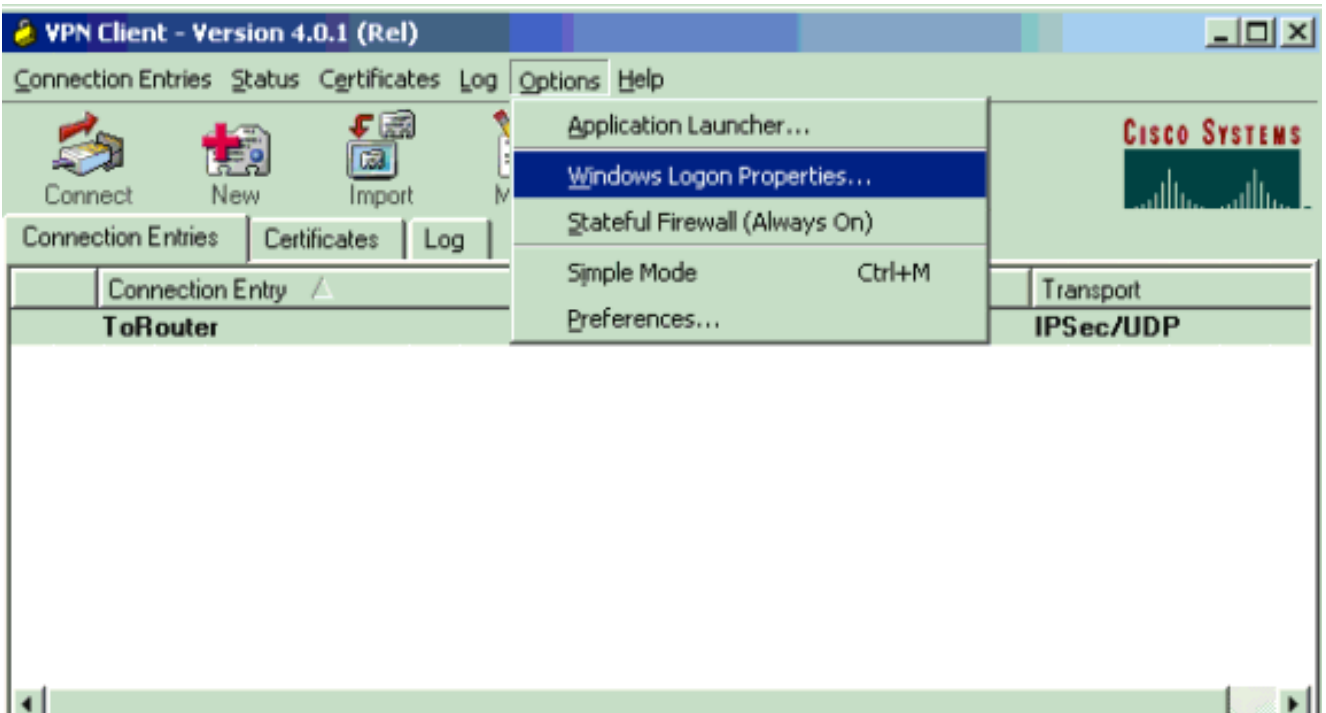 VPN Client - Version 4.0.1 (Rel)
Connection Entries Status Certificates Log Options Help
Connect New Import
Application Launcher...
Windows Logon Properties...
Stateful Firewall (Always On)
Simple Mode Ctrl+M
Preferences...
CISCO SYSTEMS
Connection Entries Certificates Log
Connection Entry Transport
ToRouter IPSec/UDP